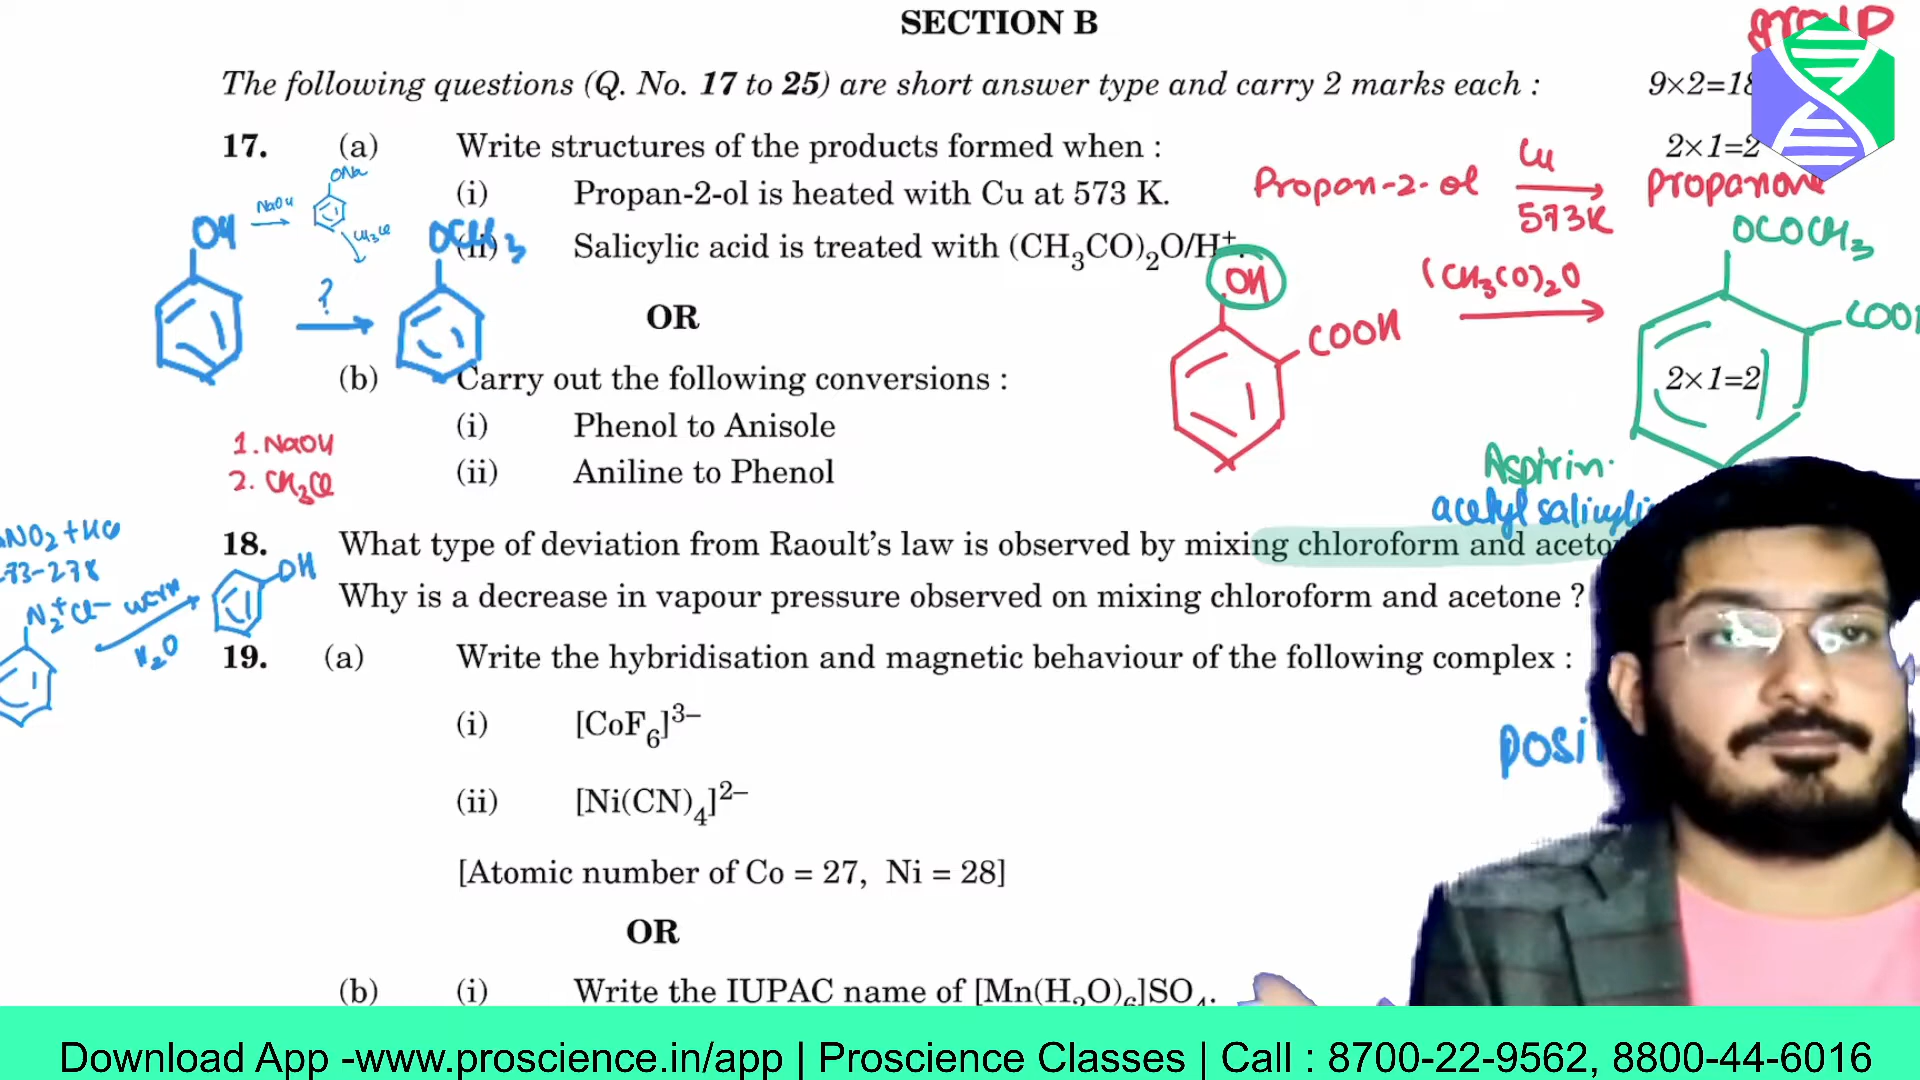 SECTION B
The following questions (Q. No. 17 to 25) are short answer type and carry 2 marks each : 9×2=18
17. (a) Write structures of the products formed when : 2×1=2
(i) Propan-2-ol is heated with Cu at 573 K.
Propan-2-ol Cu 573K propanone
(ii) Salicylic acid is treated with (CH3CO)2O/H+.
OH NaOH ONa CH3Cl OCH3
?
OH COOH (CH3CO)2O OCOCH3
OR
(b) Carry out the following conversions : 2×1=2
(i) Phenol to Anisole
1. NaOH
(ii) Aniline to Phenol
2. CH3Cl
Aspirin.
acetyl
18. What type of deviation from Raoult's law is observed by mixing chloroform and
Why is a decrease in vapour pressure observed on mixing chloroform and acetone ?
N2+Cl- warm H2O OH
19. (a) Write the hybridisation and magnetic behaviour of the following complex :
(i) [CoF6]3–
(ii) [Ni(CN)4]2–
[Atomic number of Co = 27, Ni = 28]
OR
(b) (i) Write the IUPAC name of [Mn(H2O)6]SO4.
Download App -www.proscience.in/app | Proscience Classes | Call : 8700-22-9562, 8800-44-6016